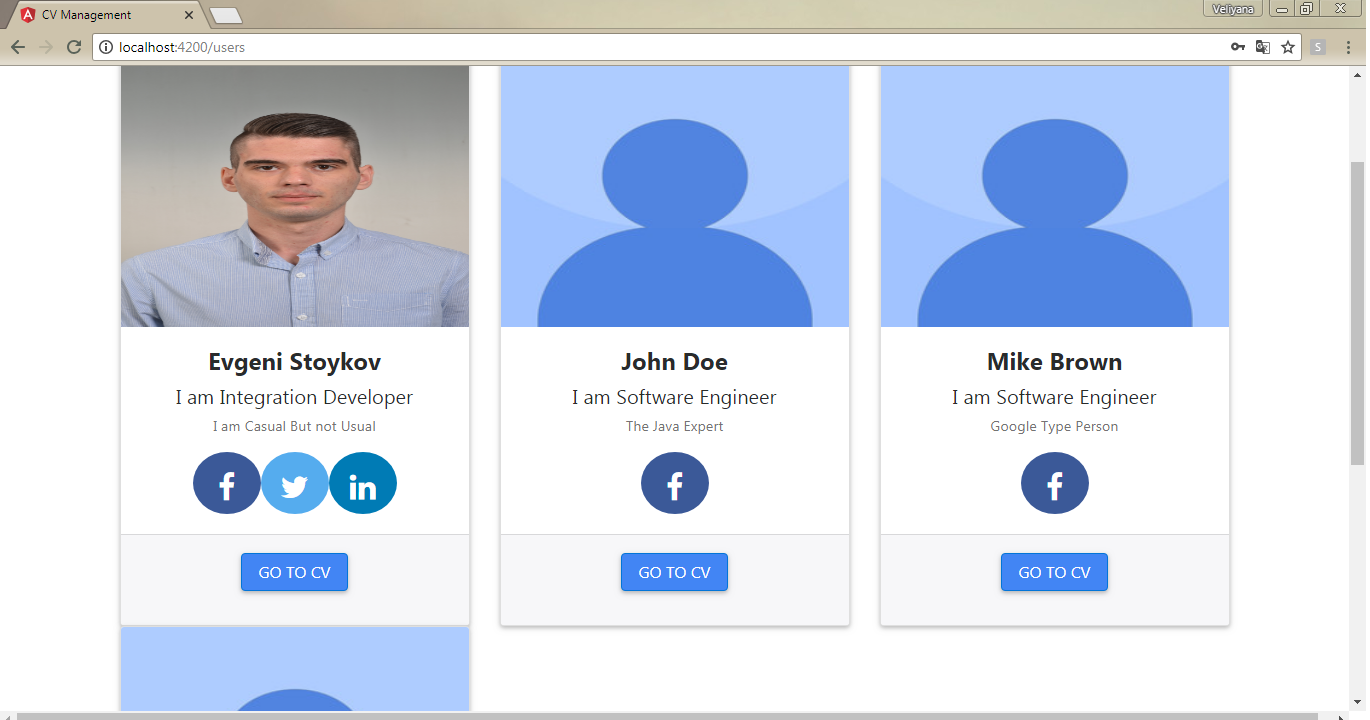 CV Management
Veliyana
localhost:4200/users
S
Evgeni Stoykov
I am Integration Developer
I am Casual But not Usual
f
in
GO TO CV
John Doe
I am Software Engineer
The Java Expert
f
GO TO CV
Mike Brown
I am Software Engineer
Google Type Person
f
GO TO CV